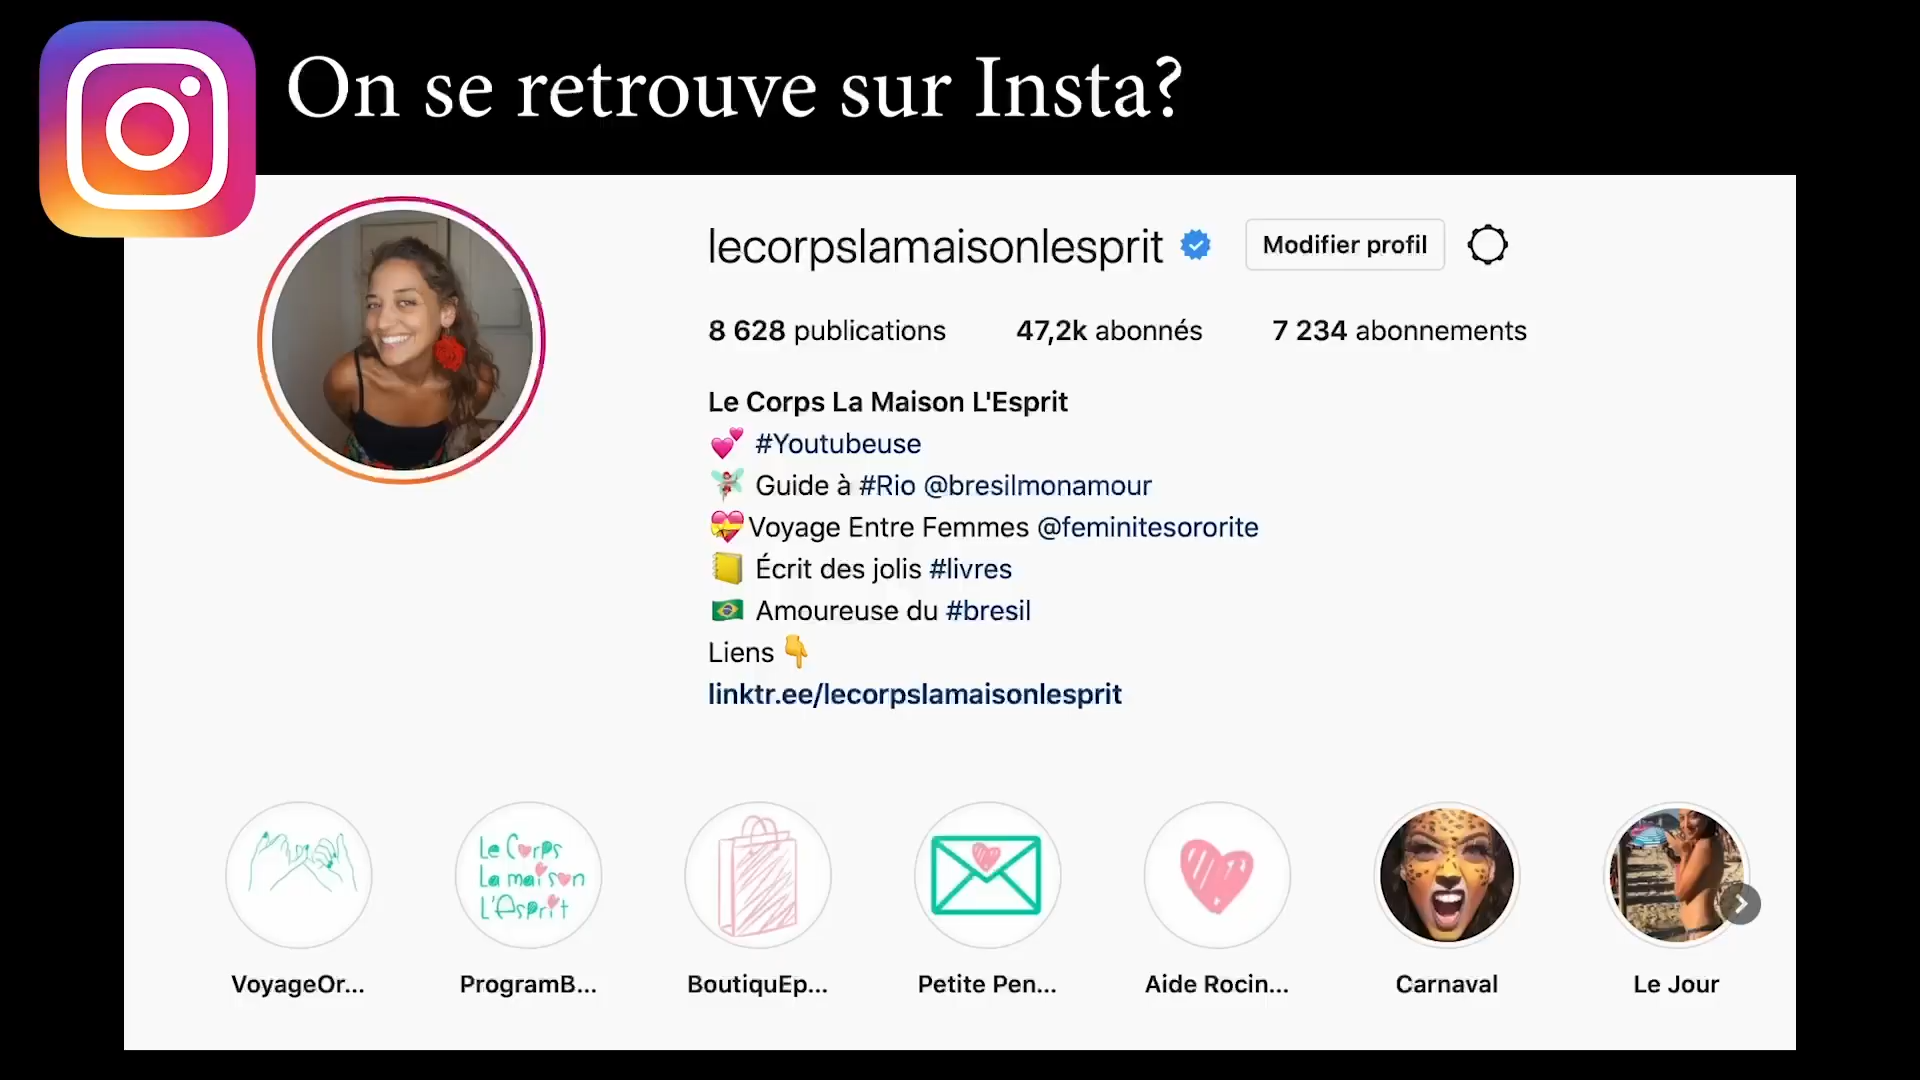 On se retrouve sur Insta?
lecorpslamaisonlesprit
Modifier profil
8 628 publications 47,2k abonnés 7 234 abonnements
Le Corps La Maison L'Esprit
#Youtubeuse
Guide à #Rio @bresilmonamour
Voyage Entre Femmes @feminitesororite
Écrit des jolis #livres
Amoureuse du #bresil
Liens
linktr.ee/lecorpslamaisonlesprit
Le Corps
La maison
L'Esprit
VoyageOr... ProgramB... BoutiquEp... Petite Pen... Aide Rocin... Carnaval Le Jour